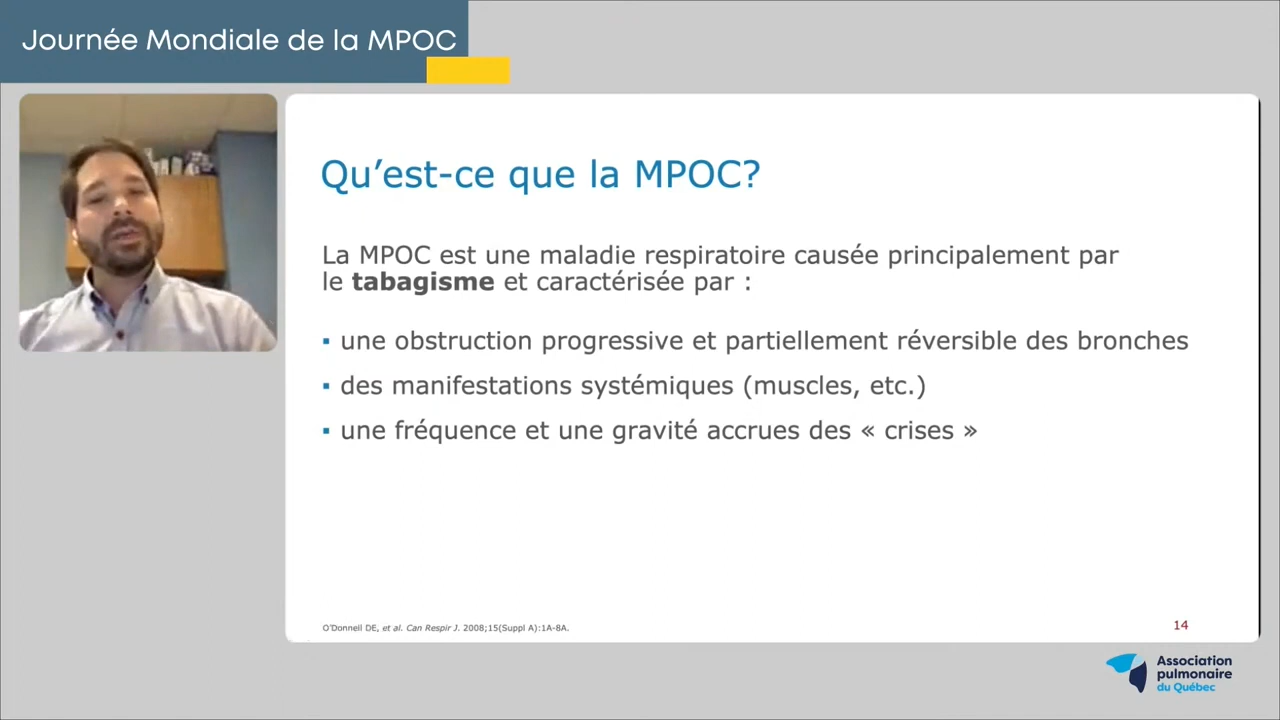 Journée Mondiale de la MPOC
Qu’est-ce que la MPOC?
La MPOC est une maladie respiratoire causée principalement par
le tabagisme et caractérisée par :
▪ une obstruction progressive et partiellement réversible des bronches
▪ des manifestations systémiques (muscles, etc.)
▪ une fréquence et une gravité accrues des « crises »
O’Donnell DE, et al. Can Respir J. 2008;15(Suppl A):1A-8A.
14
Association
pulmonaire
du Québec